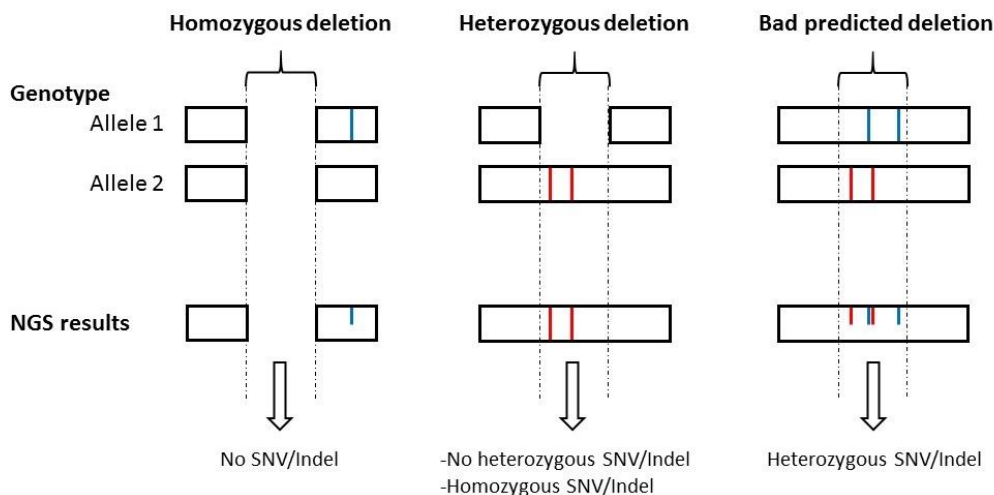 Homozygous deletion
Heterozygous deletion
Bad predicted deletion
Genotype
Allele 1
Allele 2
NGS results
No SNV/Indel
-No heterozygous SNV/Indel
-Homozygous SNV/Indel
Heterozygous SNV/Indel